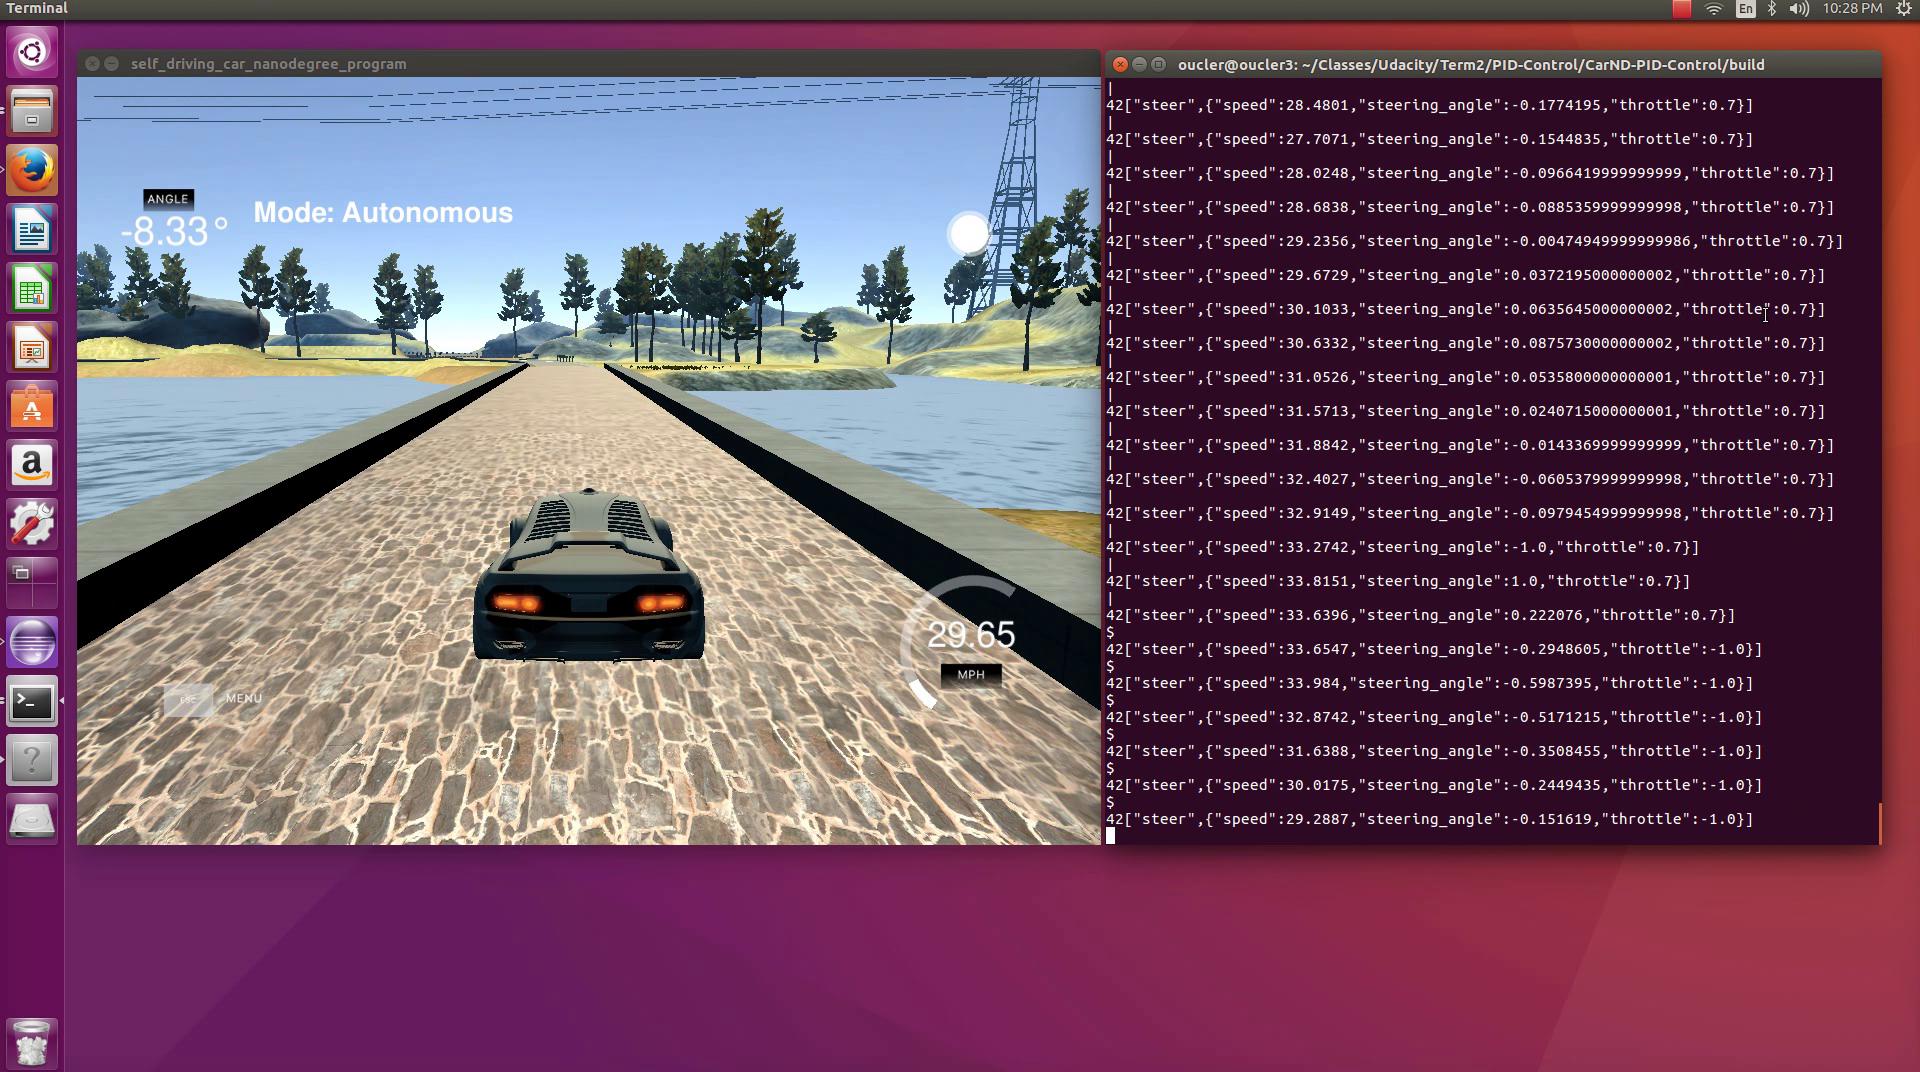 Terminal
En
10:28 PM
self_driving_car_nanodegree_program
ANGLE
-8.33°
Mode: Autonomous
29.65
MPH
ESC
MENU
oucler@oucler3: ~/Classes/Udacity/Term2/PID-Control/CarND-PID-Control/build
|
42["steer",{"speed":28.4801,"steering_angle":-0.1774195,"throttle":0.7}]
|
42["steer",{"speed":27.7071,"steering_angle":-0.1544835,"throttle":0.7}]
|
42["steer",{"speed":28.0248,"steering_angle":-0.0966419999999999,"throttle":0.7}]
|
42["steer",{"speed":28.6838,"steering_angle":-0.0885359999999998,"throttle":0.7}]
|
42["steer",{"speed":29.2356,"steering_angle":-0.00474949999999986,"throttle":0.7}]
|
42["steer",{"speed":29.6729,"steering_angle":0.0372195000000002,"throttle":0.7}]
|
42["steer",{"speed":30.1033,"steering_angle":0.0635645000000002,"throttle":0.7}]
|
42["steer",{"speed":30.6332,"steering_angle":0.0875730000000002,"throttle":0.7}]
|
42["steer",{"speed":31.0526,"steering_angle":0.0535800000000001,"throttle":0.7}]
|
42["steer",{"speed":31.5713,"steering_angle":0.0240715000000001,"throttle":0.7}]
|
42["steer",{"speed":31.8842,"steering_angle":-0.0143369999999999,"throttle":0.7}]
|
42["steer",{"speed":32.4027,"steering_angle":-0.0605379999999998,"throttle":0.7}]
|
42["steer",{"speed":32.9149,"steering_angle":-0.0979454999999998,"throttle":0.7}]
|
42["steer",{"speed":33.2742,"steering_angle":-1.0,"throttle":0.7}]
|
42["steer",{"speed":33.8151,"steering_angle":1.0,"throttle":0.7}]
|
42["steer",{"speed":33.6396,"steering_angle":0.222076,"throttle":0.7}]
$
42["steer",{"speed":33.6547,"steering_angle":-0.2948605,"throttle":-1.0}]
$
42["steer",{"speed":33.984,"steering_angle":-0.5987395,"throttle":-1.0}]
$
42["steer",{"speed":32.8742,"steering_angle":-0.5171215,"throttle":-1.0}]
$
42["steer",{"speed":31.6388,"steering_angle":-0.3508455,"throttle":-1.0}]
$
42["steer",{"speed":30.0175,"steering_angle":-0.2449435,"throttle":-1.0}]
$
42["steer",{"speed":29.2887,"steering_angle":-0.151619,"throttle":-1.0}]